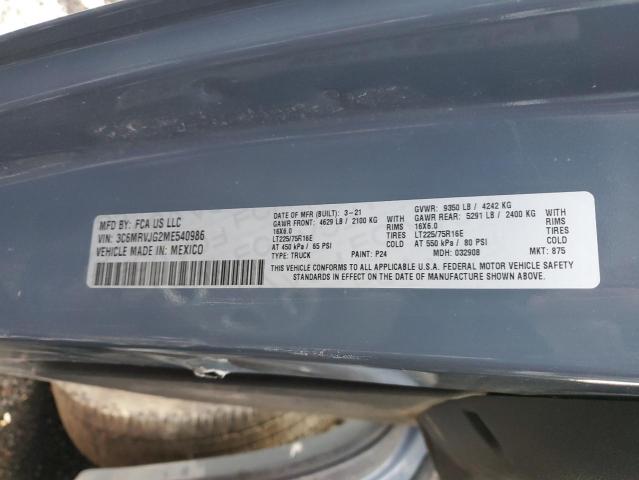 MFD BY: FCA US LLC
VIN: 3C6MRVJG2ME540986
VEHICLE MADE IN: MEXICO
DATE OF MFR (BUILT): 3-21
GAWR FRONT: 4629 LB / 2100 KG
16X6.0 RIMS
LT225/75R16E TIRES
AT 450 kPa / 65 PSI
TYPE: TRUCK PAINT: P24
GVWR: 9350 LB / 4242 KG
GAWR REAR: 5291 LB / 2400 KG
16X6.0 RIMS
LT225/75R16E TIRES
AT 550 kPa / 80 PSI
MDH: 032908 MKT: 875
THIS VEHICLE CONFORMS TO ALL APPLICABLE U.S.A. FEDERAL MOTOR VEHICLE SAFETY
STANDARDS IN EFFECT ON THE DATE OF MANUFACTURE SHOWN ABOVE.